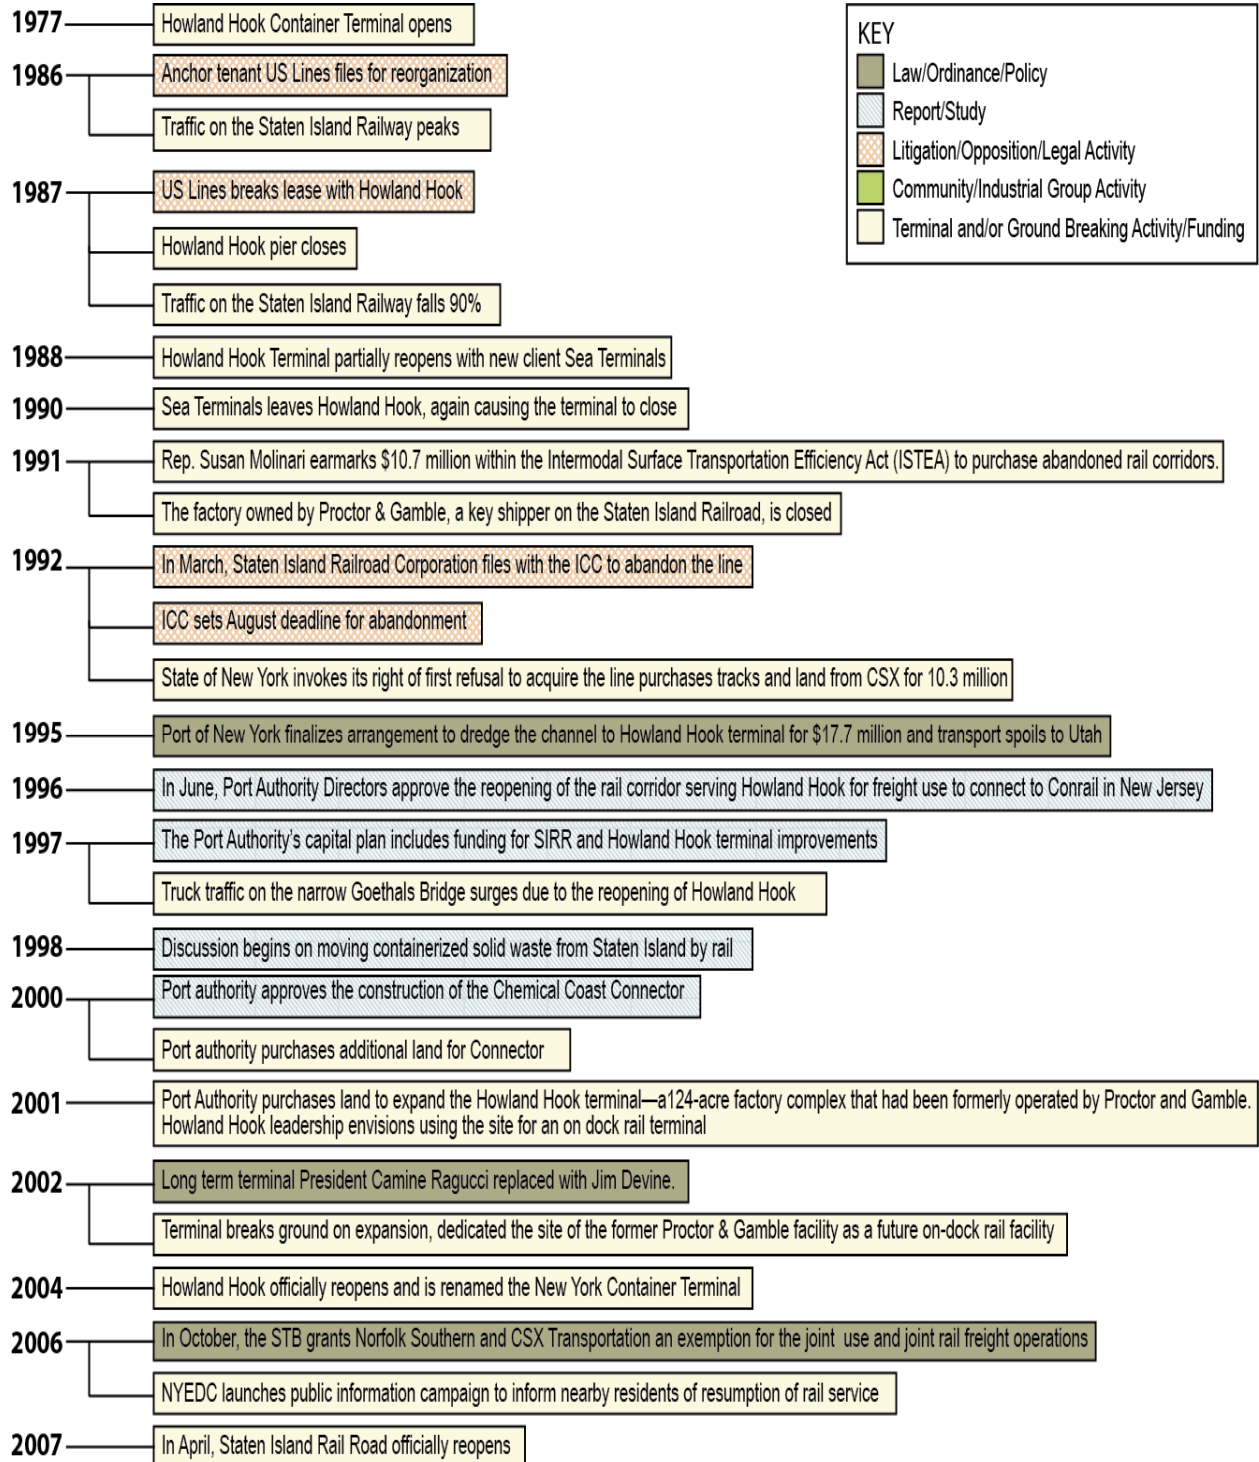 1977
Howland Hook Container Terminal opens
1986
Anchor tenant US Lines files for reorganization
Traffic on the Staten Island Railway peaks
1987
US Lines breaks lease with Howland Hook
Howland Hook pier closes
Traffic on the Staten Island Railway falls 90%
1988
Howland Hook Terminal partially reopens with new client Sea Terminals
1990
Sea Terminals leaves Howland Hook, again causing the terminal to close
1991
Rep. Susan Molinari earmarks $10.7 million within the Intermodal Surface Transportation Efficiency Act (ISTEA) to purchase abandoned rail corridors.
The factory owned by Proctor & Gamble, a key shipper on the Staten Island Railroad, is closed
1992
In March, Staten Island Railroad Corporation files with the ICC to abandon the line
ICC sets August deadline for abandonment
State of New York invokes its right of first refusal to acquire the line purchases tracks and land from CSX for 10.3 million
1995
Port of New York finalizes arrangement to dredge the channel to Howland Hook terminal for $17.7 million and transport spoils to Utah
1996
In June, Port Authority Directors approve the reopening of the rail corridor serving Howland Hook for freight use to connect to Conrail in New Jersey
1997
The Port Authority's capital plan includes funding for SIRR and Howland Hook terminal improvements
Truck traffic on the narrow Goethals Bridge surges due to the reopening of Howland Hook
1998
Discussion begins on moving containerized solid waste from Staten Island by rail
2000
Port authority approves the construction of the Chemical Coast Connector
Port authority purchases additional land for Connector
2001
Port Authority purchases land to expand the Howland Hook terminal—a124-acre factory complex that had been formerly operated by Proctor and Gamble.
Howland Hook leadership envisions using the site for an on dock rail terminal
2002
Long term terminal President Camine Ragucci replaced with Jim Devine.
Terminal breaks ground on expansion, dedicated the site of the former Proctor & Gamble facility as a future on-dock rail facility
2004
Howland Hook officially reopens and is renamed the New York Container Terminal
2006
In October, the STB grants Norfolk Southern and CSX Transportation an exemption for the joint use and joint rail freight operations
NYEDC launches public information campaign to inform nearby residents of resumption of rail service
2007
In April, Staten Island Rail Road officially reopens
KEY
Law/Ordinance/Policy
Report/Study
Litigation/Opposition/Legal Activity
Community/Industrial Group Activity
Terminal and/or Ground Breaking Activity/Funding